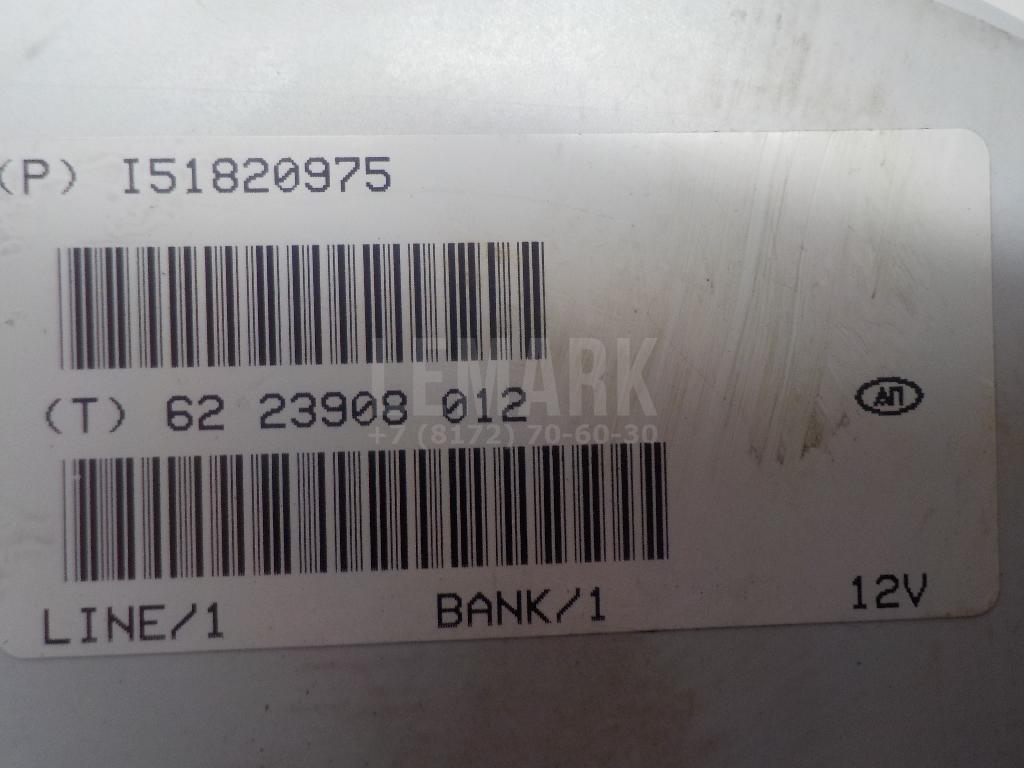 (P) I51820975
LEMARK
(T) 62 23908 012
+7 (8172) 70-60-30
АП
LINE/1 BANK/1 12V